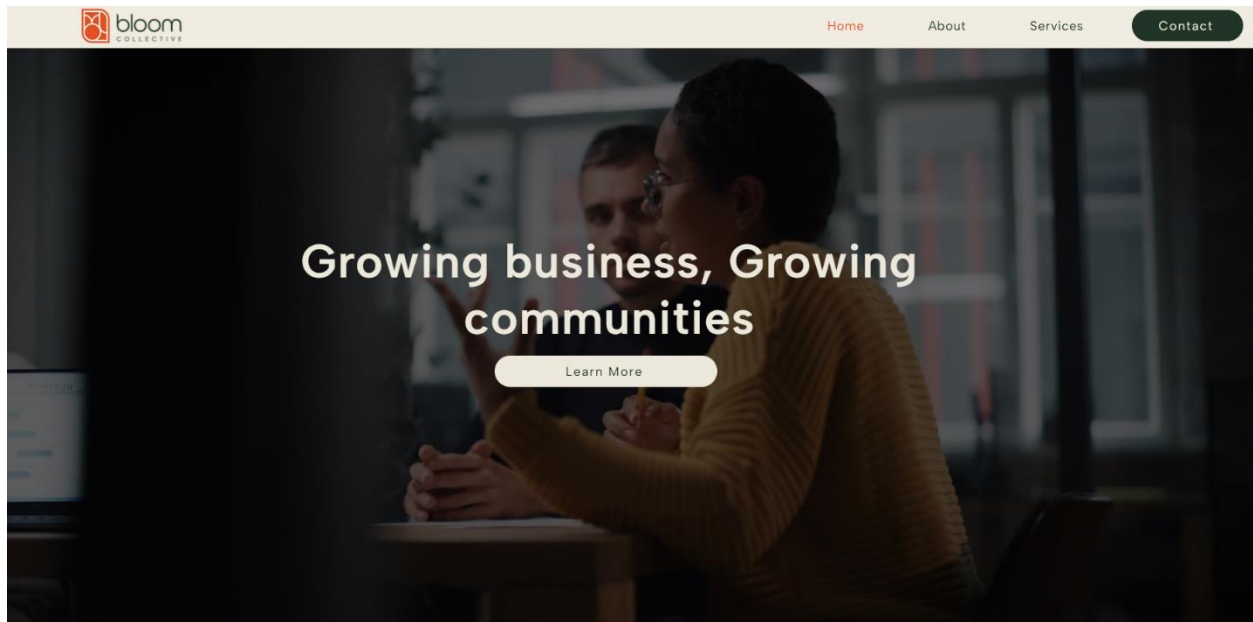 bloom
COLLECTIVE
Home About Services Contact
Growing business, Growing
communities
Learn More